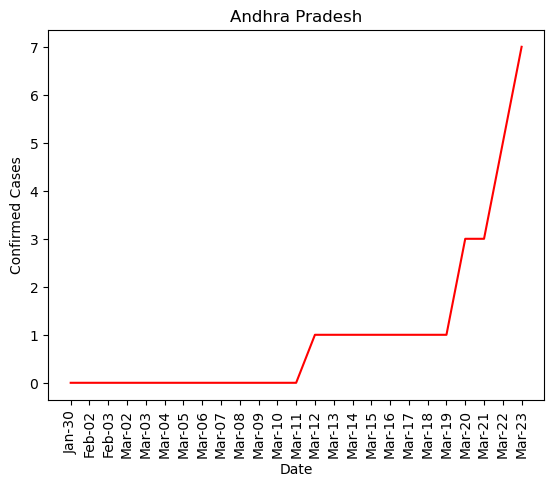 Andhra Pradesh
7
6
5
4
3
2
1
0
Confirmed Cases
Jan-30
Feb-02
Feb-03
Mar-02
Mar-03
Mar-04
Mar-05
Mar-06
Mar-07
Mar-08
Mar-09
Mar-10
Mar-11
Mar-12
Mar-13
Mar-14
Mar-15
Mar-16
Mar-17
Mar-18
Mar-19
Mar-20
Mar-21
Mar-22
Mar-23
Date